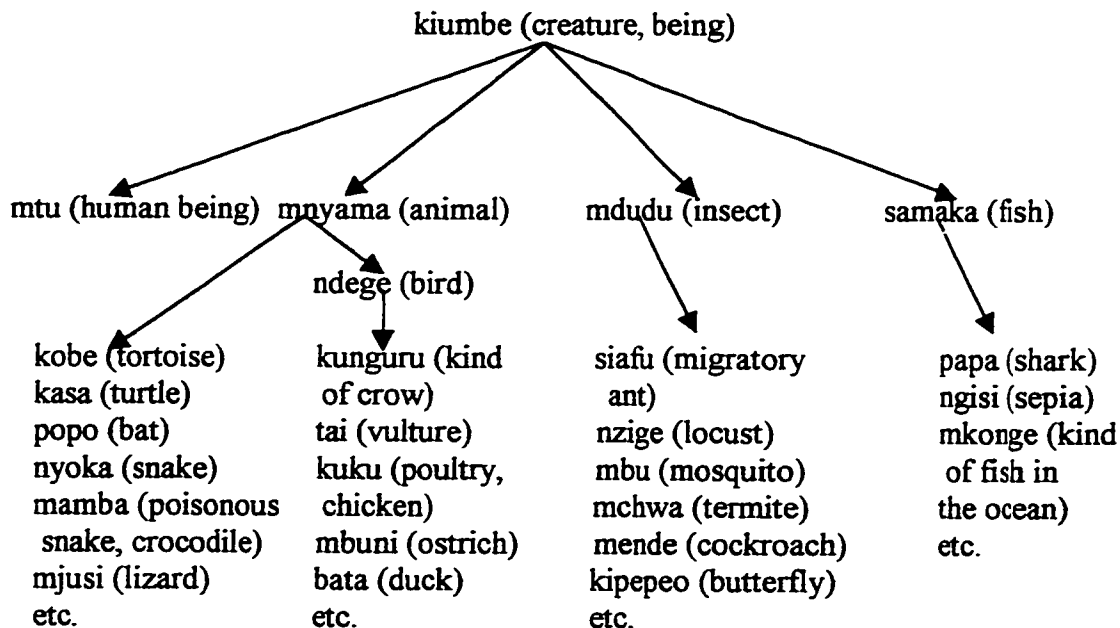 kiumbe (creature, being)
mtu (human being) mnyama (animal) mdudu (insect) samaka (fish)
ndege (bird)
kobe (tortoise)
kasa (turtle)
popo (bat)
nyoka (snake)
mamba (poisonous
snake, crocodile)
mjusi (lizard)
etc.
kunguru (kind
of crow)
tai (vulture)
kuku (poultry,
chicken)
mbuni (ostrich)
bata (duck)
etc.
siafu (migratory
ant)
nzige (locust)
mbu (mosquito)
mchwa (termite)
mende (cockroach)
kipepeo (butterfly)
etc.
papa (shark)
ngisi (sepia)
mkonge (kind
of fish in
the ocean)
etc.